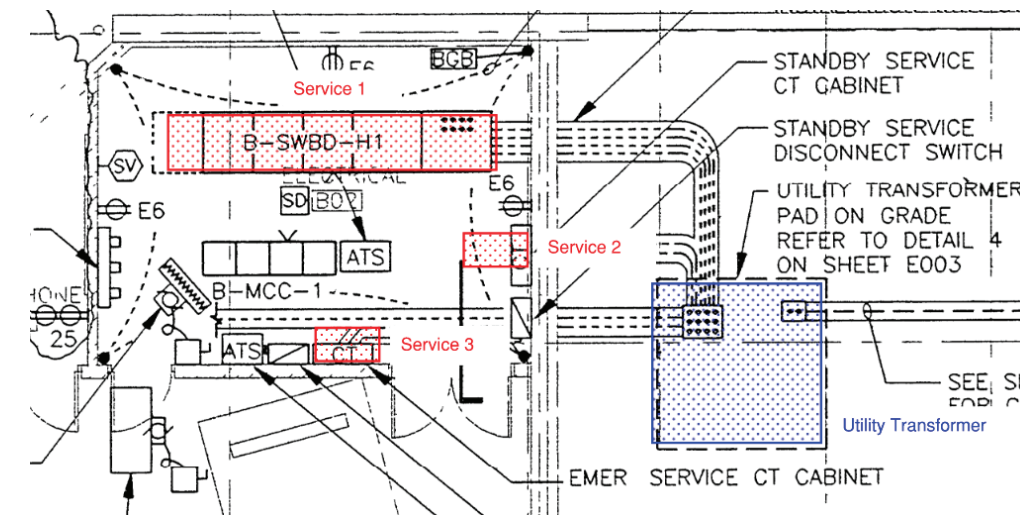 E6
BGB
Service 1
STANDBY SERVICE
CT CABINET
B-SWBD-H1
STANDBY SERVICE
DISCONNECT SWITCH
SV
ELECTRICAL
E6
SD
B02
UTILITY TRANSFORMER
PAD ON GRADE
REFER TO DETAIL 4
ON SHEET E003
E6
Service 2
ATS
B-MCC-1
25
ATS
CT
Service 3
SEE
Utility Transformer
EMER SERVICE CT CABINET